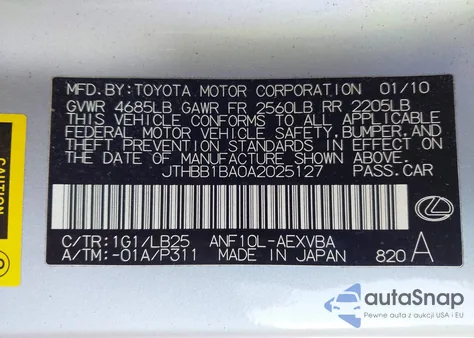 MFD.BY:TOYOTA MOTOR CORPORATION 01/10
GVWR 4685LB GAWR FR 2560LB RR 2205LB
THIS VEHICLE CONFORMS TO ALL APPLICABLE
FEDERAL MOTOR VEHICLE SAFETY, BUMPER, AND
THEFT PREVENTION STANDARDS IN EFFECT ON
THE DATE OF MANUFACTURE SHOWN ABOVE.
JTHBB1BA0A2025127 PASS.CAR
C/TR:1G1/LB25 ANF10L-AEXVBA
A/TM:-01A/P311 MADE IN JAPAN 820 A
CAUTION
autoSnap
Pewne auta z aukcji USA i EU